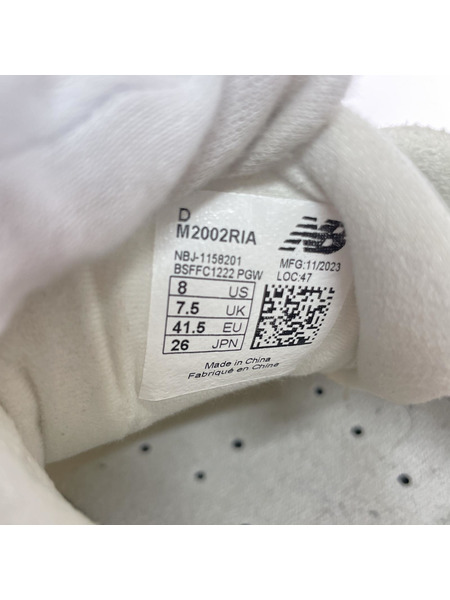 D
M2002RIA
NB
NBJ-1158201
BSFFC1222 PGW
MFG:11/2023
LOC:47
8 US
7.5 UK
41.5 EU
26 JPN
Made in China
Fabriqué en Chine